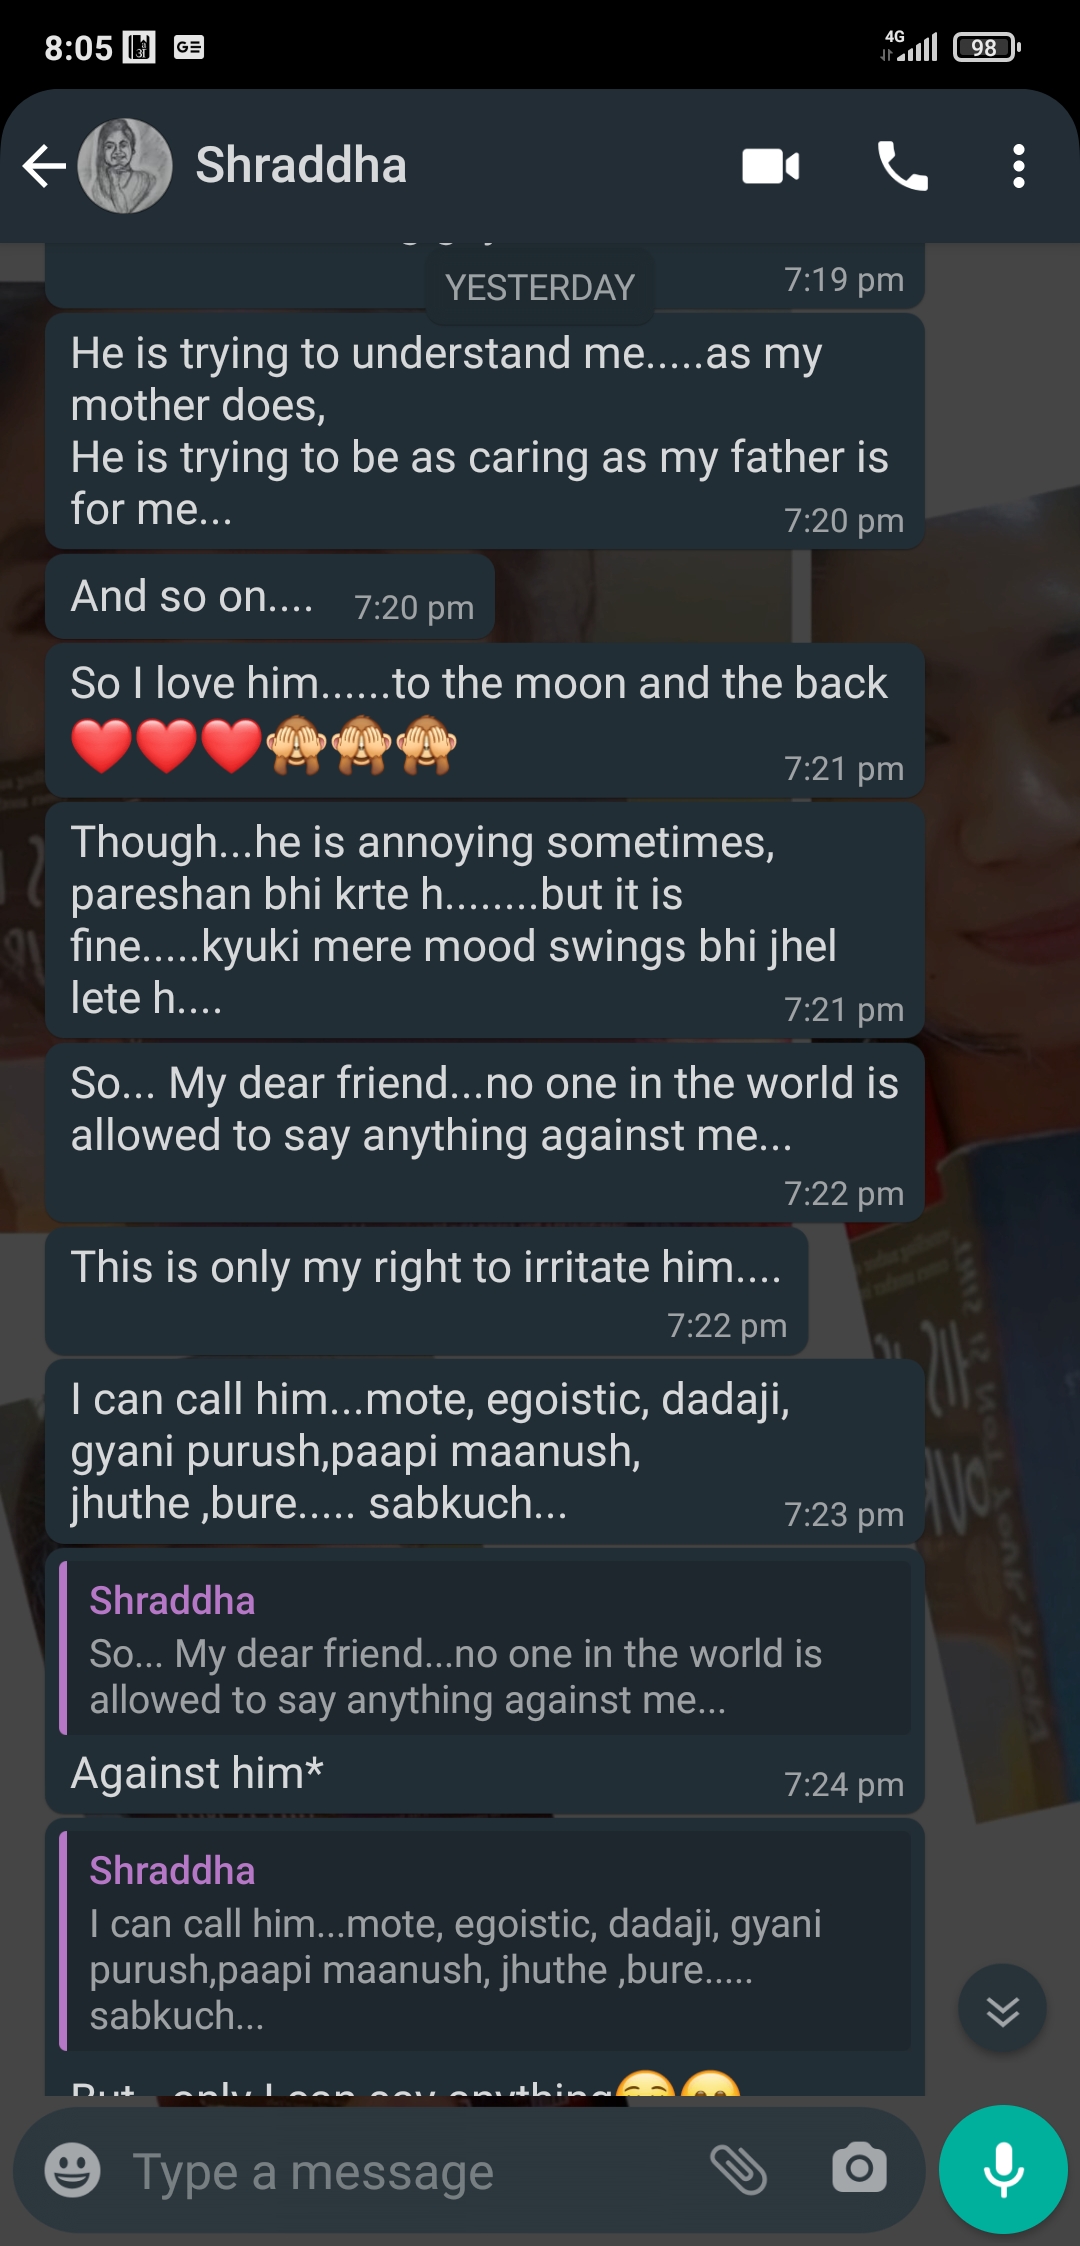 8:05
4G
98
Shraddha
7:19 pm
YESTERDAY
He is trying to understand me.....as my
mother does,
He is trying to be as caring as my father is
for me...
7:20 pm
And so on....
7:20 pm
So I love him......to the moon and the back
❤️❤️❤️🙈🙈🙈
7:21 pm
Though...he is annoying sometimes,
pareshan bhi krte h........but it is
fine.....kyuki mere mood swings bhi jhel
lete h....
7:21 pm
So... My dear friend...no one in the world is
allowed to say anything against me...
7:22 pm
This is only my right to irritate him....
7:22 pm
I can call him...mote, egoistic, dadaji,
gyani purush,paapi maanush,
jhuthe ,bure..... sabkuch...
7:23 pm
Shraddha
So... My dear friend...no one in the world is
allowed to say anything against me...
Against him*
7:24 pm
Shraddha
I can call him...mote, egoistic, dadaji, gyani
purush,paapi maanush, jhuthe ,bure.....
sabkuch...
But...only I can say anything
Type a message